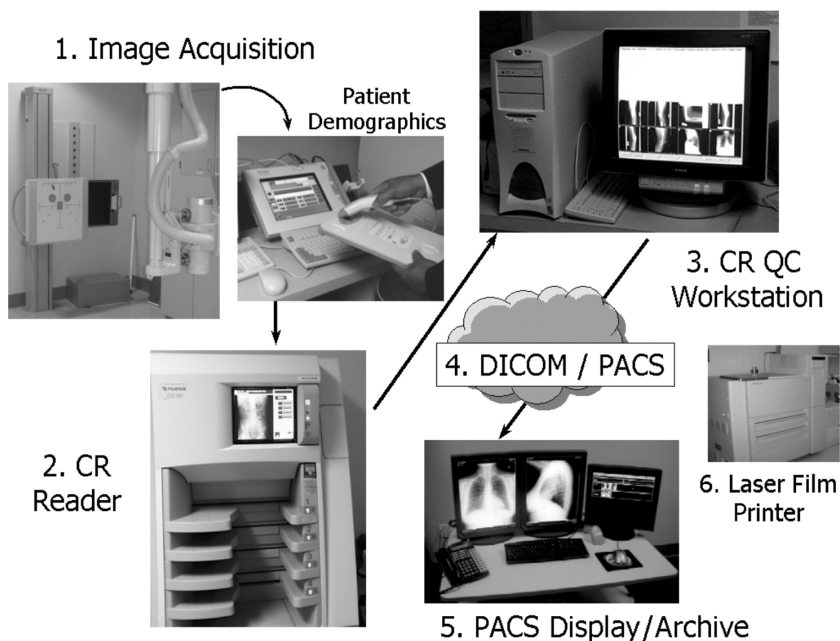 1. Image Acquisition
Patient
Demographics
3. CR QC
Workstation
4. DICOM / PACS
2. CR
Reader
6. Laser Film
Printer
5. PACS Display/Archive